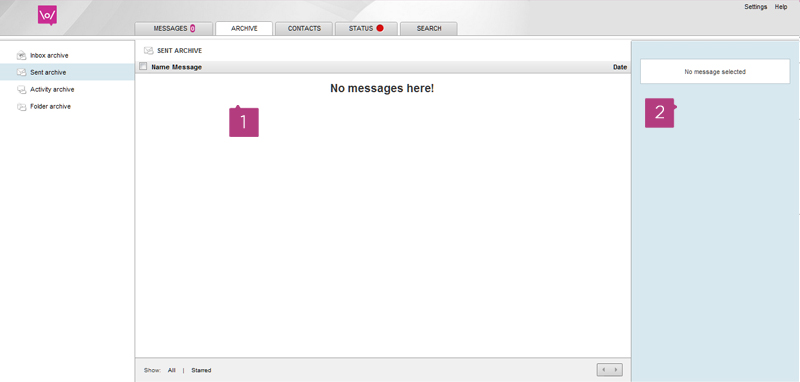 Settings Help
\o/
MESSAGES 0 ARCHIVE CONTACTS STATUS SEARCH
Inbox archive
Sent archive
Activity archive
Folder archive
SENT ARCHIVE
Name Message Date
No messages here!
1
Show: All | Starred
No message selected
2